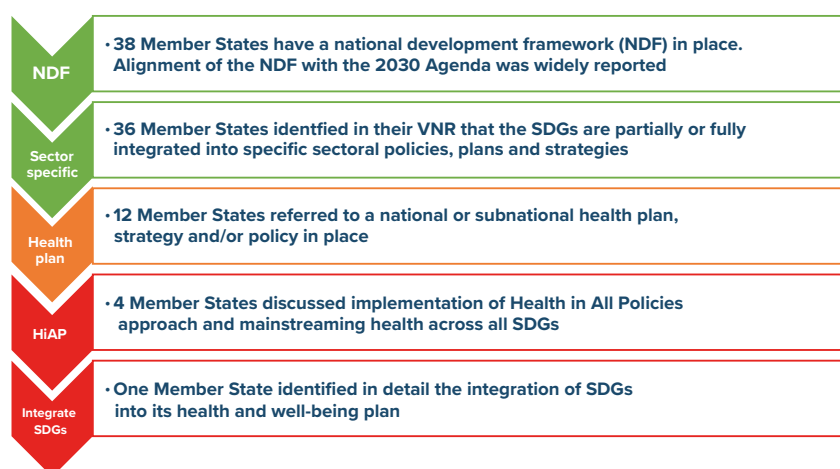 NDF
• 38 Member States have a national development framework (NDF) in place.
Alignment of the NDF with the 2030 Agenda was widely reported
Sector
specific
• 36 Member States identfied in their VNR that the SDGs are partially or fully
integrated into specific sectoral policies, plans and strategies
Health
plan
• 12 Member States referred to a national or subnational health plan,
strategy and/or policy in place
HiAP
• 4 Member States discussed implementation of Health in All Policies
approach and mainstreaming health across all SDGs
Integrate
SDGs
• One Member State identified in detail the integration of SDGs
into its health and well-being plan